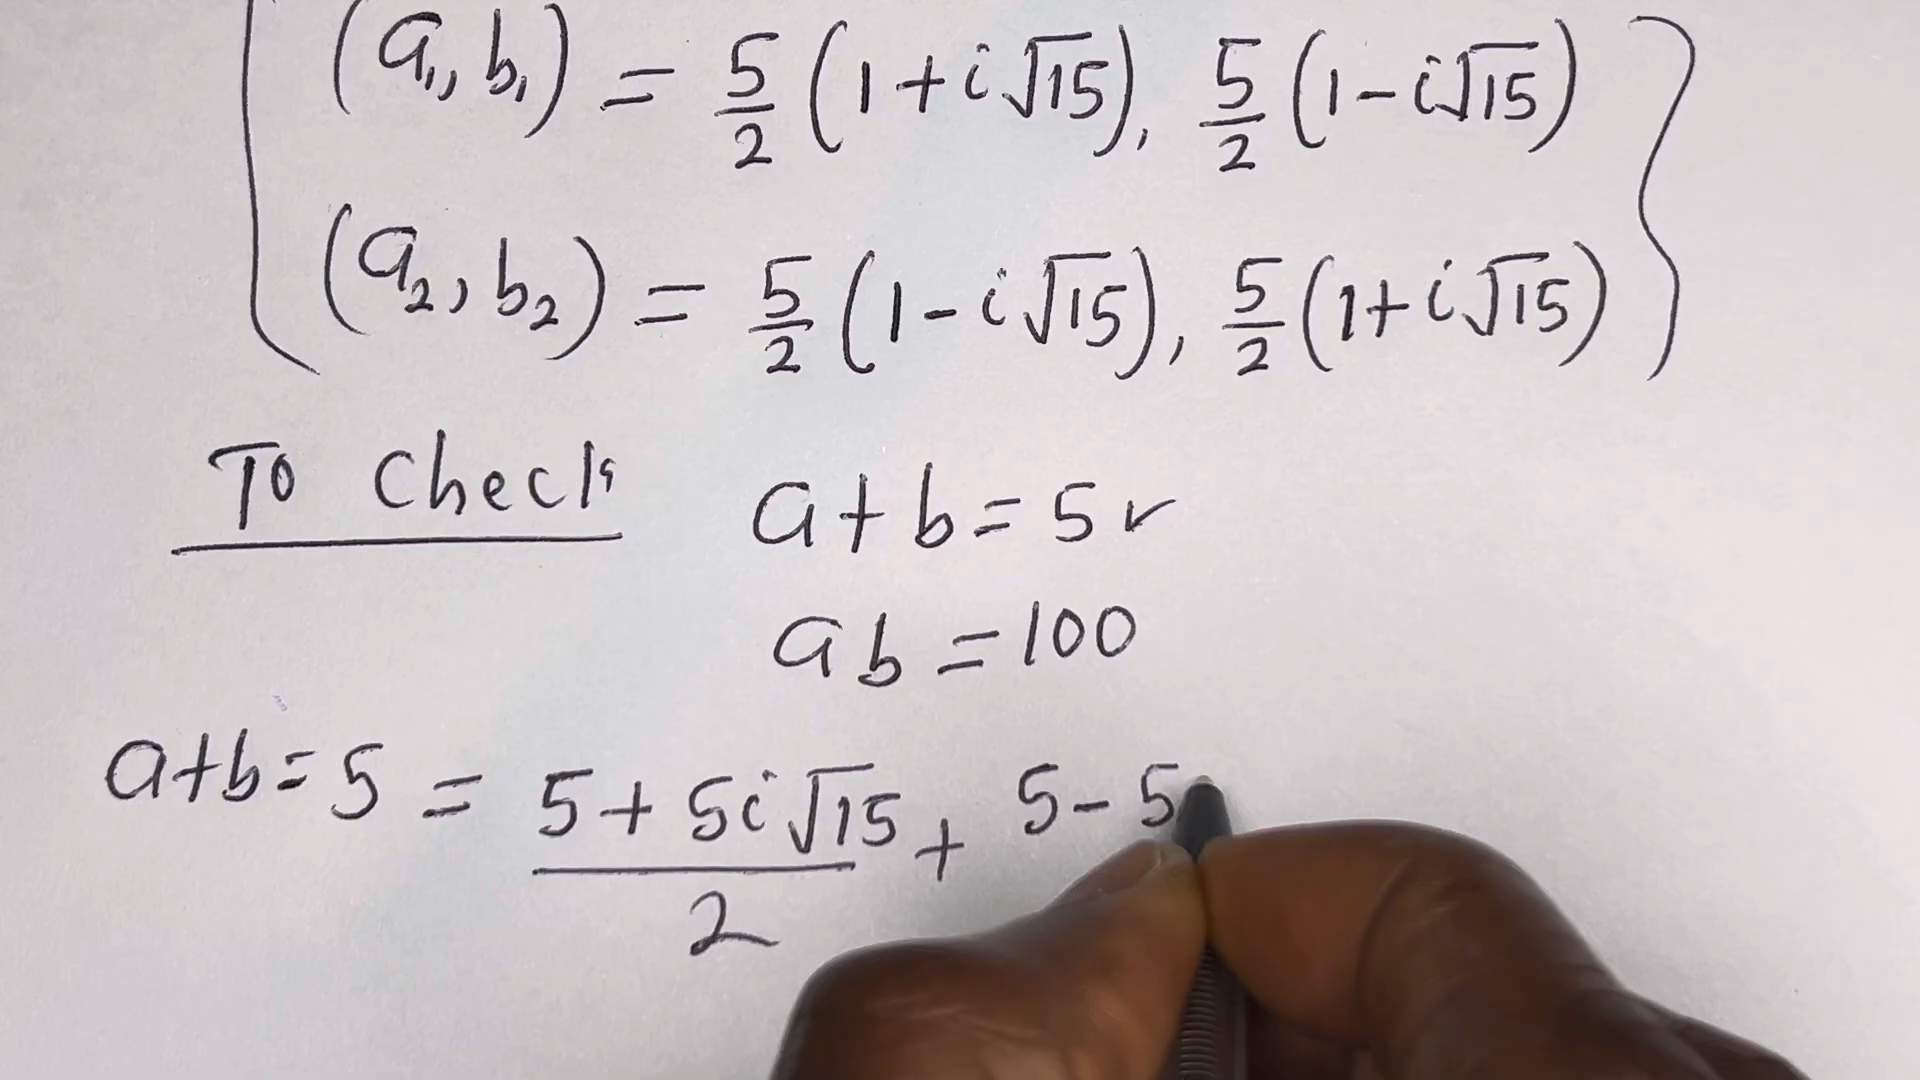 (a₁, b₁) = 5/2 (1 + i√15), 5/2 (1 - i√15)
(a₂, b₂) = 5/2 (1 - i√15), 5/2 (1 + i√15)
To Check a + b = 5 ✓
ab = 100
a+b = 5 = (5 + 5i√15)/2 + 5 - 5